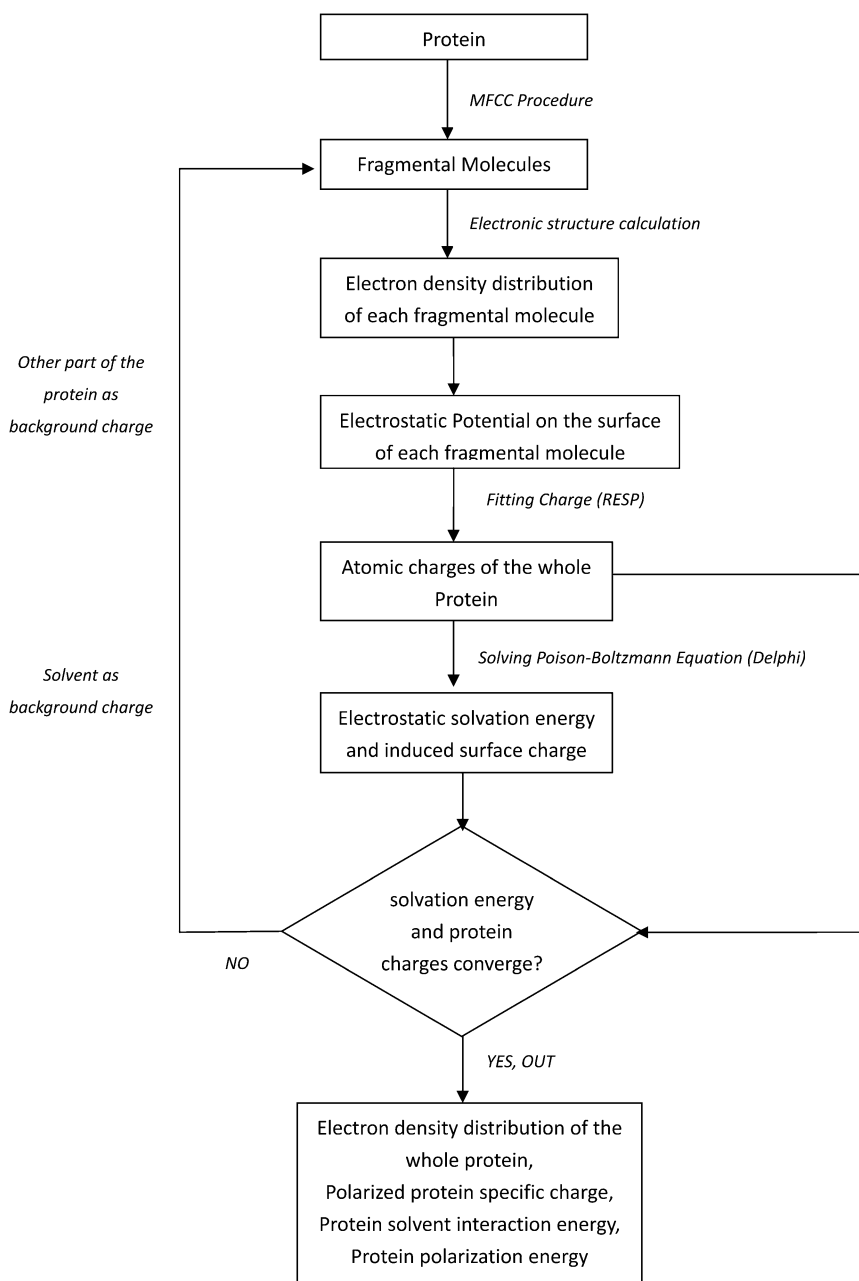 Protein
MFCC Procedure
Fragmental Molecules
Electronic structure calculation
Electron density distribution
of each fragmental molecule
Other part of the
protein as
background charge
Electrostatic Potential on the surface
of each fragmental molecule
Fitting Charge (RESP)
Atomic charges of the whole
Protein
Solving Poison-Boltzmann Equation (Delphi)
Solvent as
background charge
Electrostatic solvation energy
and induced surface charge
solvation energy
and protein
charges converge?
NO
YES, OUT
Electron density distribution of the
whole protein,
Polarized protein specific charge,
Protein solvent interaction energy,
Protein polarization energy